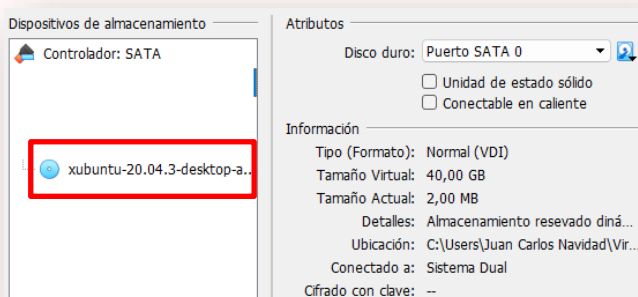 Dispositivos de almacenamiento
Controlador: SATA
xubuntu-20.04.3-desktop-a...
Atributos
Disco duro: Puerto SATA 0
Unidad de estado sólido
Conectable en caliente
Información
Tipo (Formato): Normal (VDI)
Tamaño Virtual: 40,00 GB
Tamaño Actual: 2,00 MB
Detalles: Almacenamiento resevado diná...
Ubicación: C:\Users\Juan Carlos Navidad\Vir...
Conectado a: Sistema Dual
Cifrado con clave: --